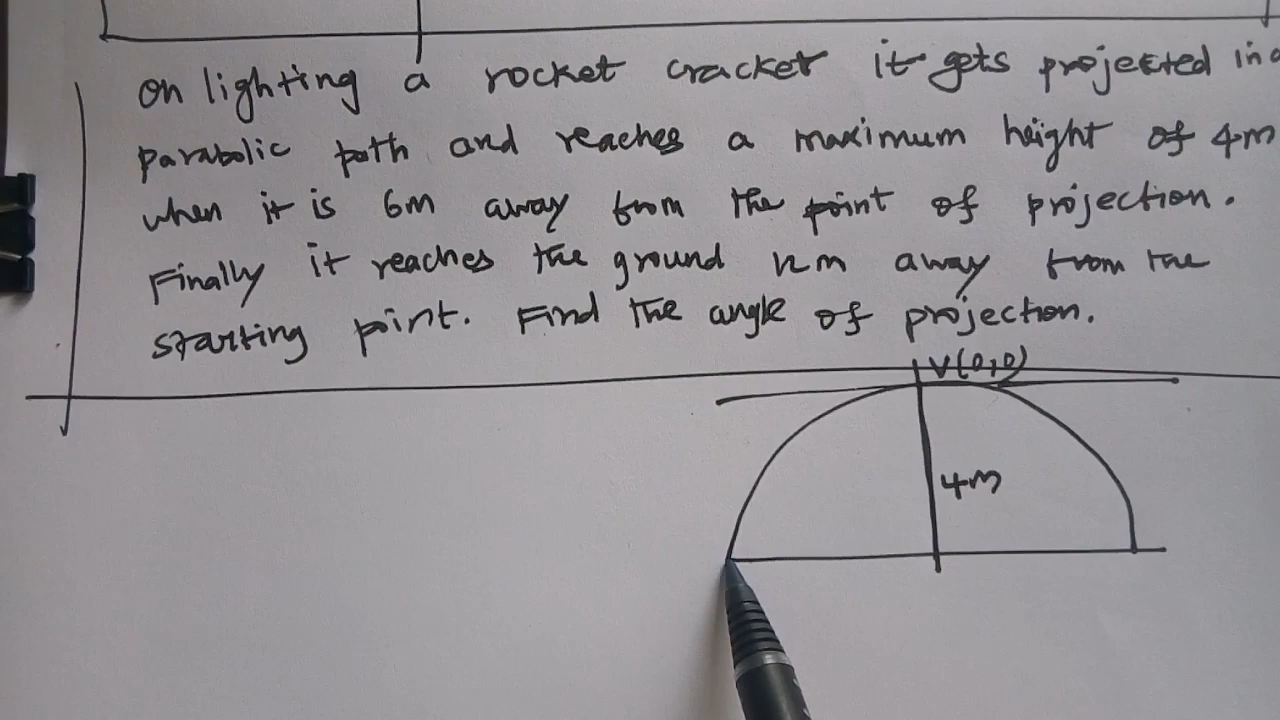 on lighting a rocket cracket it gets projected in a
parabolic path and reaches a maximum height of 4m
when it is 6m away from the point of projection.
Finally it reaches the ground 12m away from the
starting point. Find the angle of projection.
V(0,0)
4m